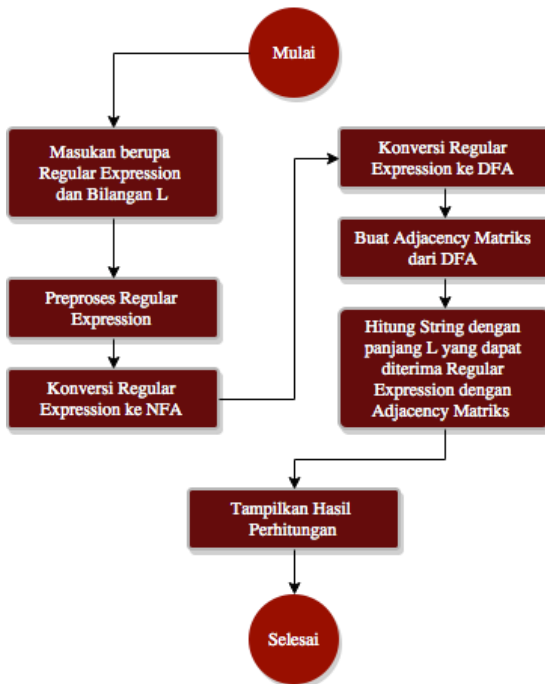 Mulai
Masukan berupa
Regular Expression
dan Bilangan L
Preproses Regular
Expression
Konversi Regular
Expression ke NFA
Konversi Regular
Expression ke DFA
Buat Adjacency Matriks
dari DFA
Hitung String dengan
panjang L yang dapat
diterima Regular
Expression dengan
Adjacency Matriks
Tampilkan Hasil
Perhitungan
Selesai